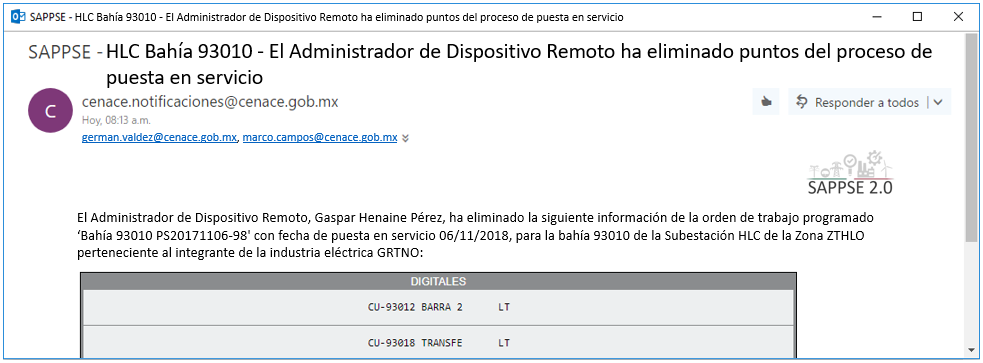 SAPPSE - HLC Bahía 93010 - El Administrador de Dispositivo Remoto ha eliminado puntos del proceso de puesta en servicio
SAPPSE - HLC Bahía 93010 - El Administrador de Dispositivo Remoto ha eliminado puntos del proceso de
puesta en servicio
C
cenace.notificaciones@cenace.gob.mx
Hoy, 08:13 a.m.
german.valdez@cenace.gob.mx, marco.campos@cenace.gob.mx
Responder a todos
SAPPSE 2.0
El Administrador de Dispositivo Remoto, Gaspar Henaine Pérez, ha eliminado la siguiente información de la orden de trabajo programado
‘Bahía 93010 PS20171106-98' con fecha de puesta en servicio 06/11/2018, para la bahía 93010 de la Subestación HLC de la Zona ZTHLO
perteneciente al integrante de la industria eléctrica GRTNO:
DIGITALES
CU-93012 BARRA 2 LT
CU-93018 TRANSFE LT